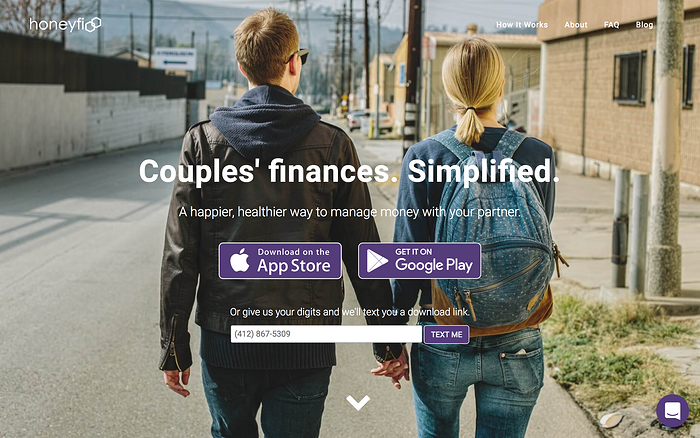 honeyfi
How It Works
About
FAQ
Blog
Couples' finances. Simplified.
A happier, healthier way to manage money with your partner.
Download on the
App Store
GET IT ON
Google Play
Or give us your digits and we'll text you a download link.
(412) 867-5309
TEXT ME